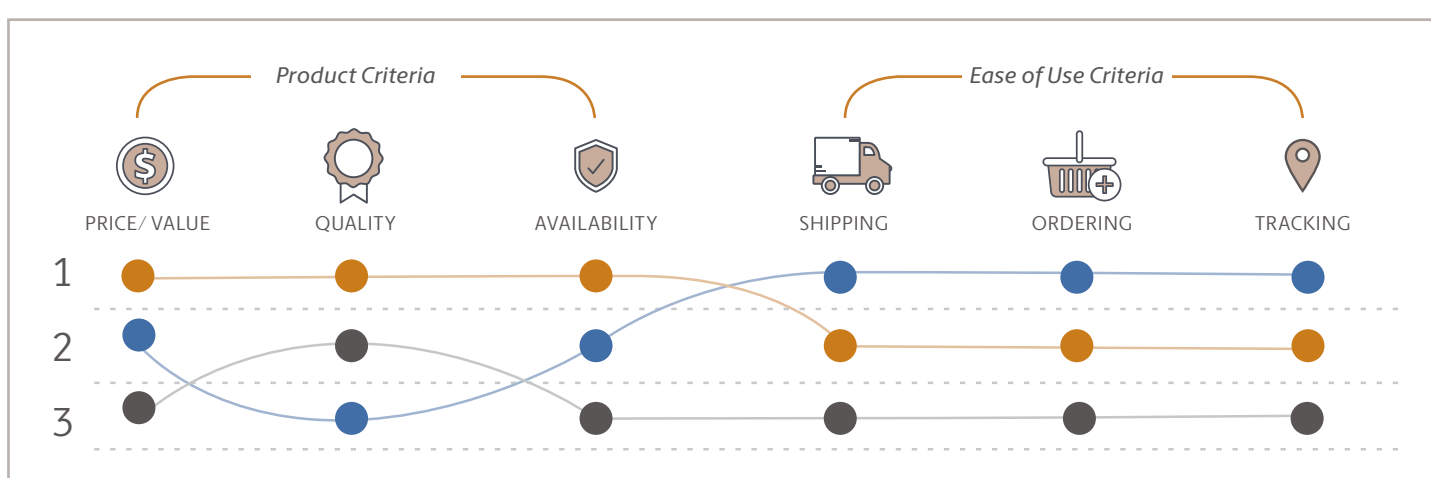 Product Criteria
Ease of Use Criteria
$
PRICE/ VALUE
QUALITY
AVAILABILITY
SHIPPING
ORDERING
TRACKING
1
2
3